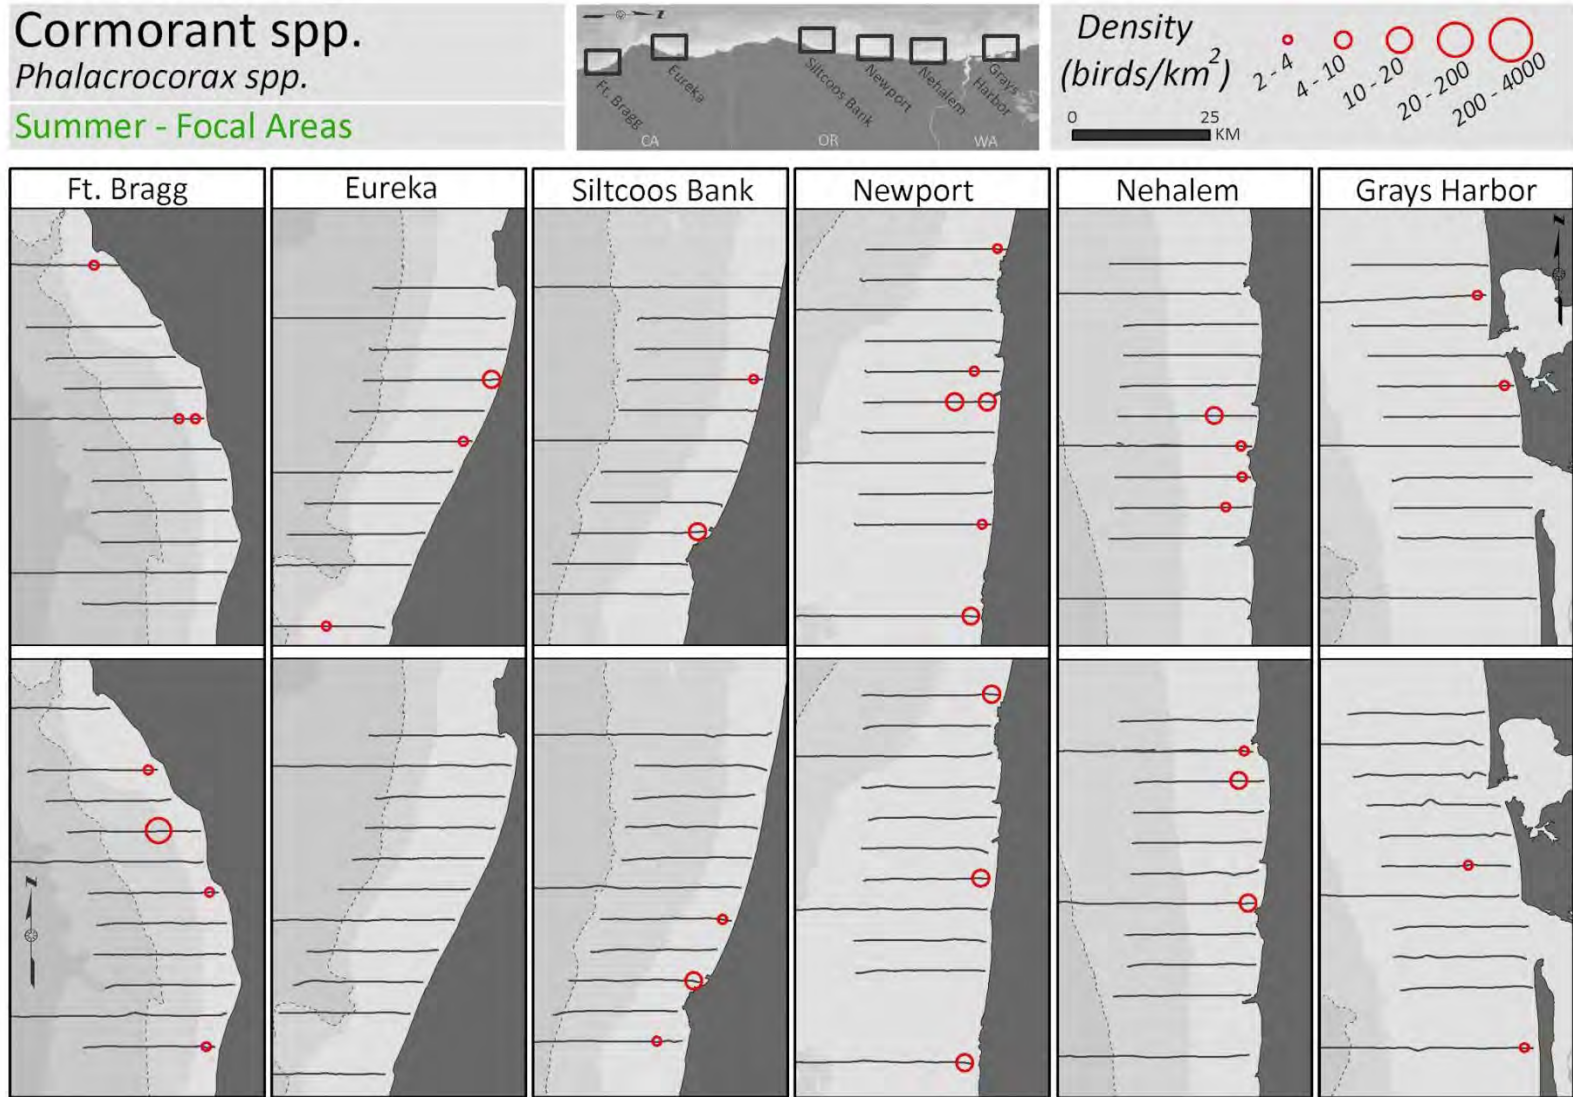 Cormorant spp.
Phalacrocorax spp.
Summer - Focal Areas
Ft. Bragg
Eureka
Siltcoos Bank
Newport
Nehalem
Grays
Harbor
CA
OR
WA
Z
Density
(birds/km²)
0
25
KM
2 - 4
4 - 10
10 - 20
20 - 200
200 - 4000
Ft. Bragg
Eureka
Siltcoos Bank
Newport
Nehalem
Grays Harbor
Z
Z